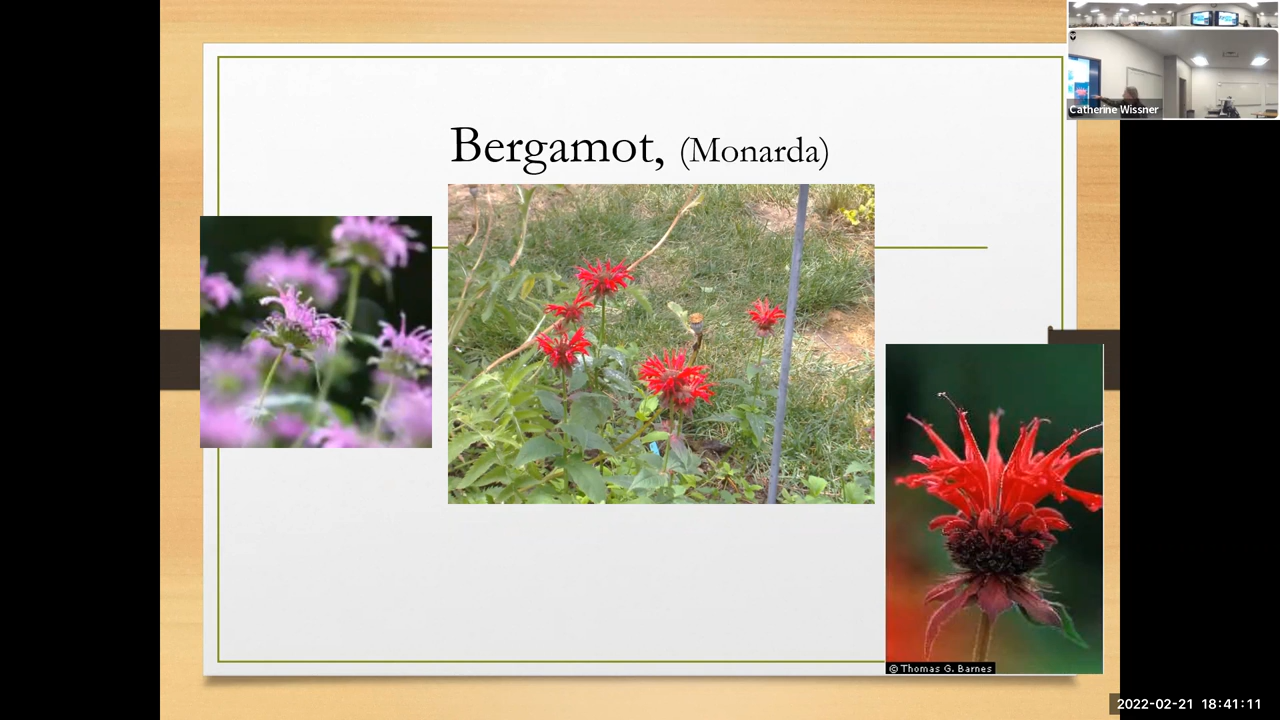 Bergamot, (Monarda)
Catherine Wissner
© Thomas G. Barnes
2022-02-21 18:41:11